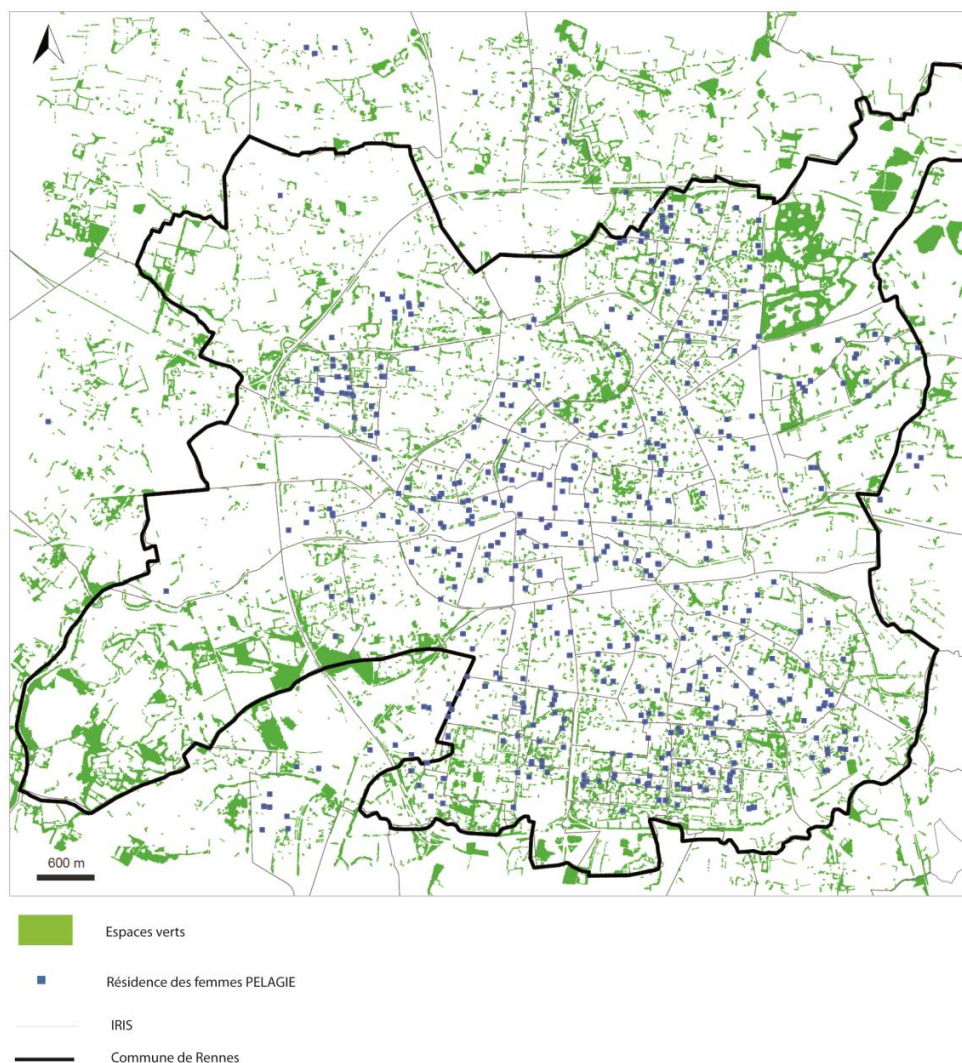 600 m
Espaces verts
Résidence des femmes PELAGIE
IRIS
Commune de Rennes